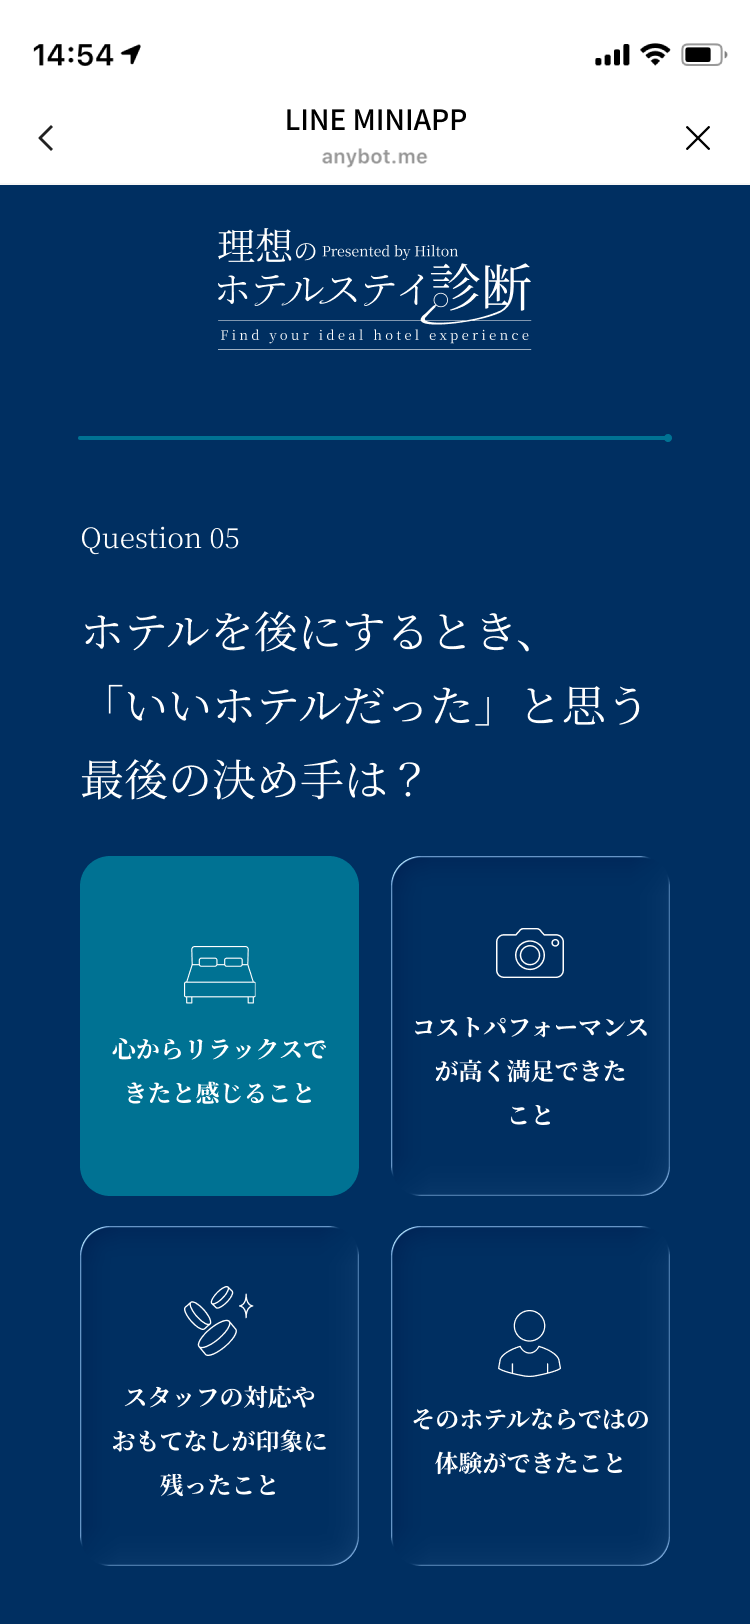 14:54
LINE MINIAPP
anybot.me
理想の Presented by Hilton
ホテルステイ診断
Find your ideal hotel experience
Question 05
ホテルを後にするとき、
「いいホテルだった」と思う
最後の決め手は？
心からリラックスで
きたと感じること
コストパフォーマンス
が高く満足できた
こと
スタッフの対応や
おもてなしが印象に
残ったこと
そのホテルならではの
体験ができたこと